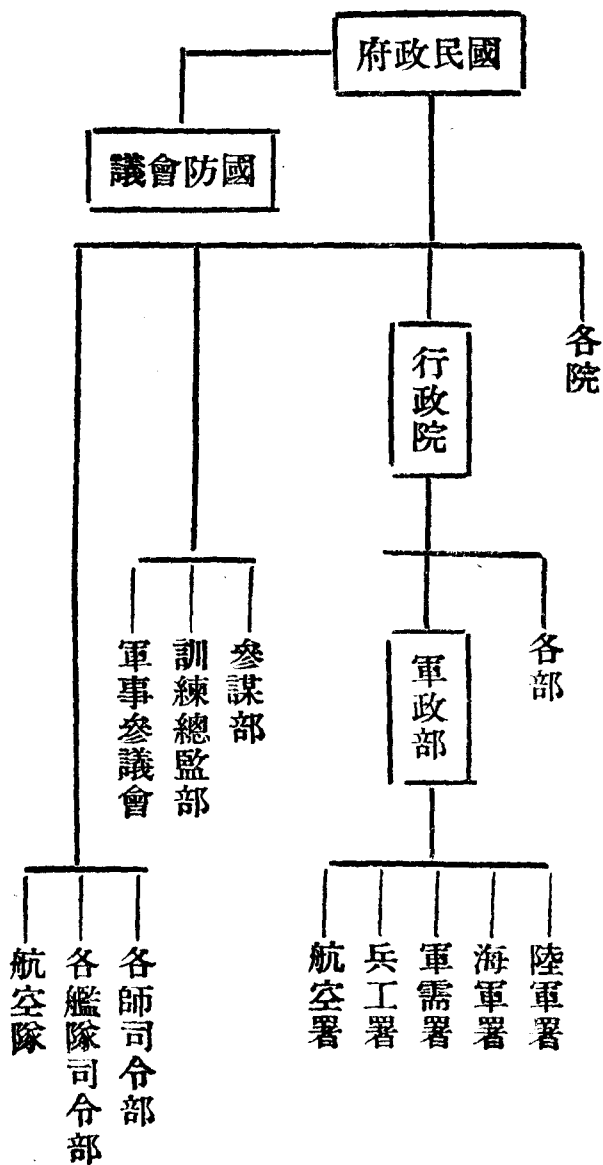 國民政府
國防會議
各院
行政院
各部
軍政部
參謀部
訓練總監部
軍事參議會
陸軍署
海軍署
軍需署
兵工署
航空署
各師司令部
各艦隊司令部
航空隊